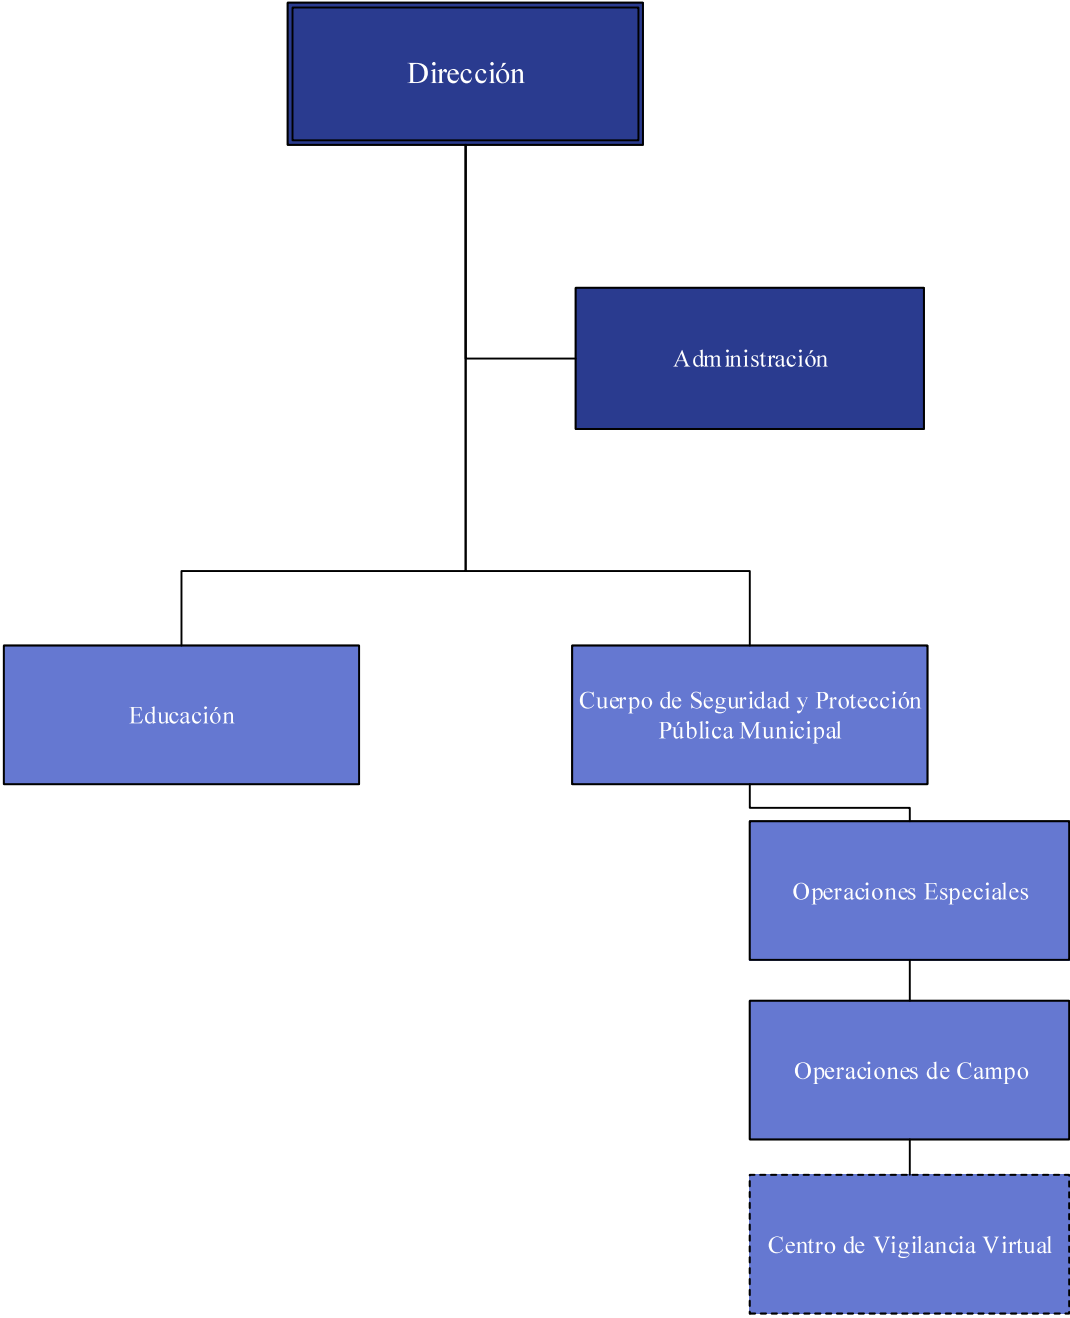 Dirección
Administración
Educación
Cuerpo de Seguridad y Protección
Pública Municipal
Operaciones Especiales
Operaciones de Campo
Centro de Vigilancia Virtual